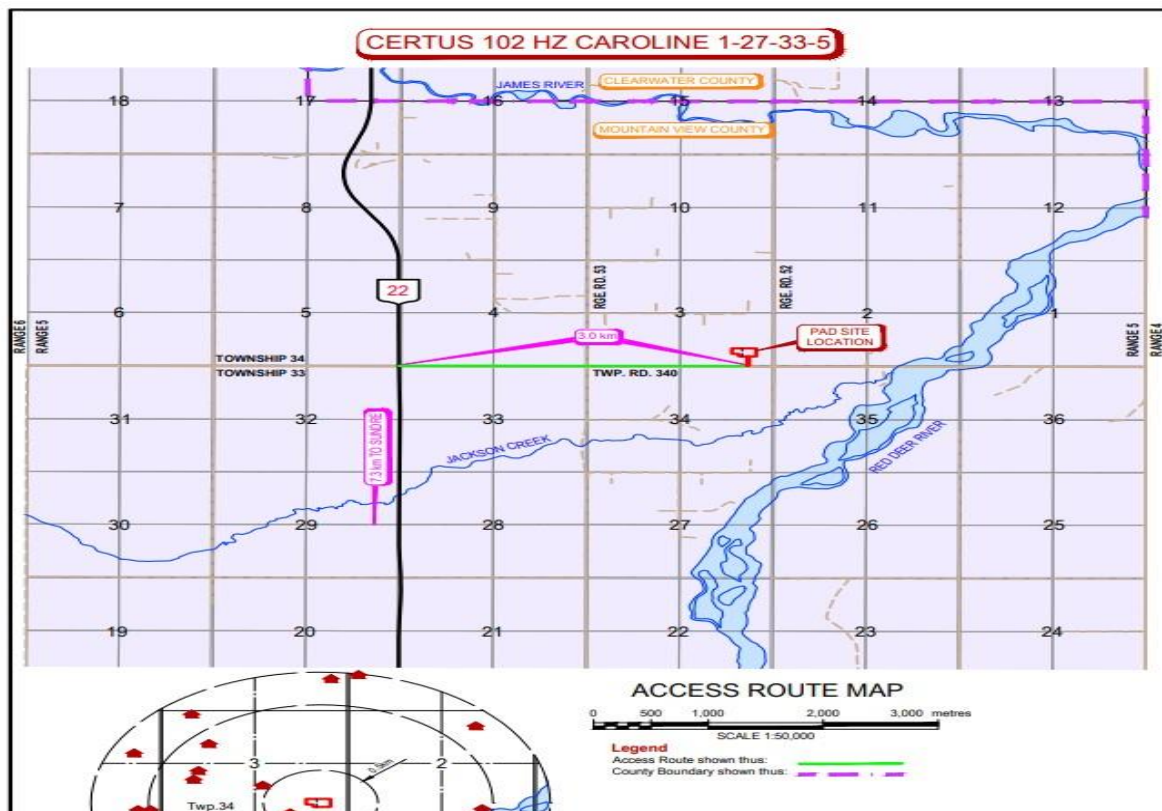 CERTUS 102 HZ CAROLINE 1-27-33-5
JAMES RIVER
CLEARWATER COUNTY
18 17 16 15 14 13
MOUNTAIN VIEW COUNTY
7 8 9 10 11 12
RGE. RD. 53
RGE. RD. 52
22
6 5 4 3 2 1
RANGE 6
RANGE 5
RANGE 5
RANGE 4
3.0 km
PAD SITE
LOCATION
TOWNSHIP 34
TOWNSHIP 33
TWP. RD. 340
31 32 33 34 35 36
7.3 km TO SUNDRE
JACKSON CREEK
RED DEER RIVER
30 29 28 27 26 25
19 20 21 22 23 24
ACCESS ROUTE MAP
0 500 1,000 2,000 3,000 metres
SCALE 1:50,000
Legend
Access Route shown thus:
County Boundary shown thus:
3 2
0.5km
Twp.34